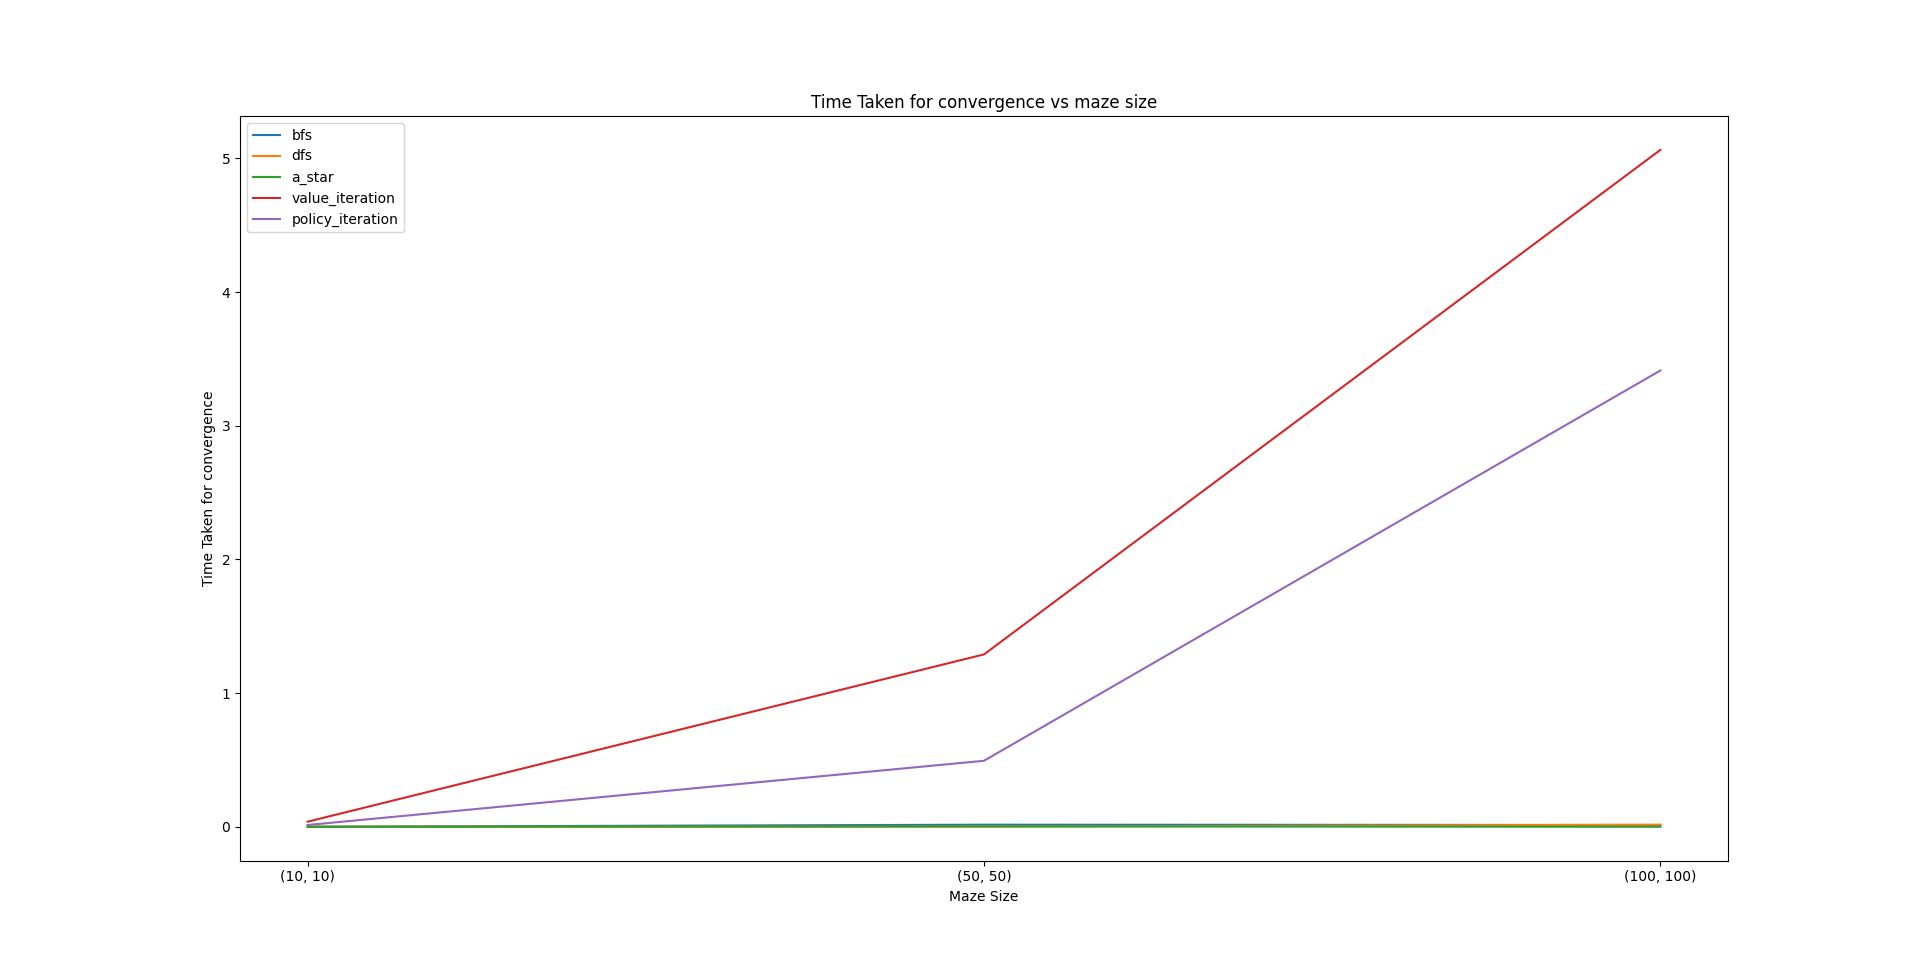 Time Taken for convergence vs maze size
bfs
dfs
a_star
value_iteration
policy_iteration
5
4
3
2
1
0
Time Taken for convergence
(10, 10)
(50, 50)
(100, 100)
Maze Size